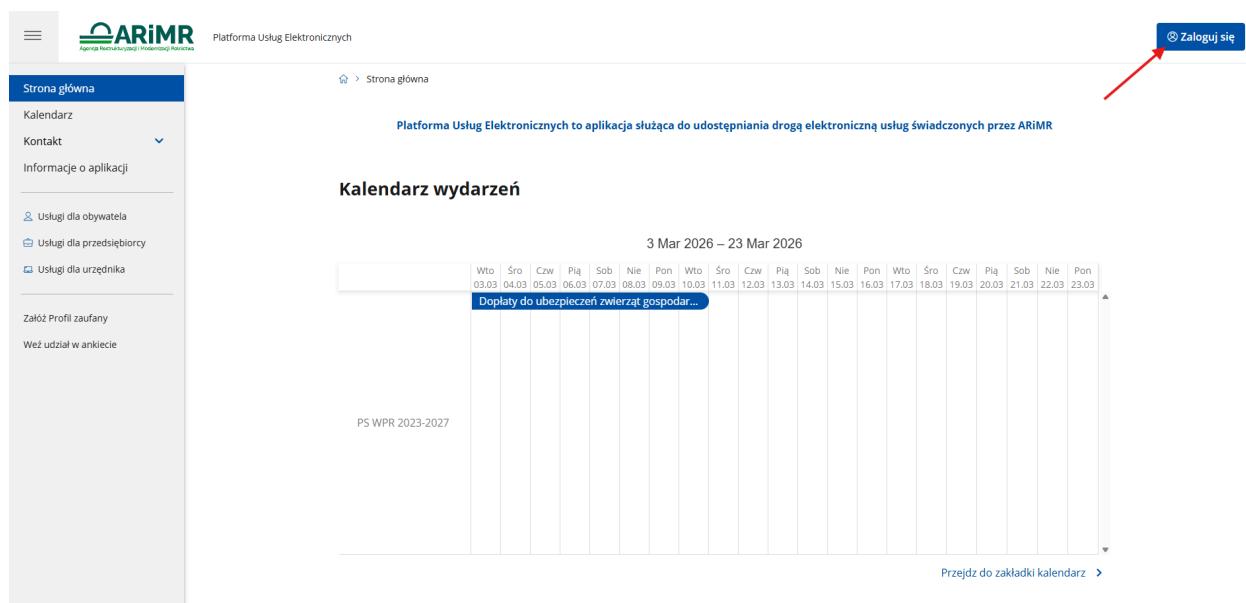 ARiMR
Agencja Restrukturyzacji i Modernizacji Rolnictwa
Platforma Usług Elektronicznych
Zaloguj się
Strona główna
Kalendarz
Kontakt
Informacje o aplikacji
Usługi dla obywatela
Usługi dla przedsiębiorcy
Usługi dla urzędnika
Załóż Profil zaufany
Weź udział w ankiecie
Strona główna
Platforma Usług Elektronicznych to aplikacja służąca do udostępniania drogą elektroniczną usług świadczonych przez ARiMR
Kalendarz wydarzeń
3 Mar 2026 – 23 Mar 2026
Wto Śro Czw Pią Sob Nie Pon Wto Śro Czw Pią Sob Nie Pon Wto Śro Czw Pią Sob Nie Pon
03.03 04.03 05.03 06.03 07.03 08.03 09.03 10.03 11.03 12.03 13.03 14.03 15.03 16.03 17.03 18.03 19.03 20.03 21.03 22.03 23.03
Dopłaty do ubezpieczeń zwierząt gospodar...
PS WPR 2023-2027
Przejdz do zakładki kalendarz